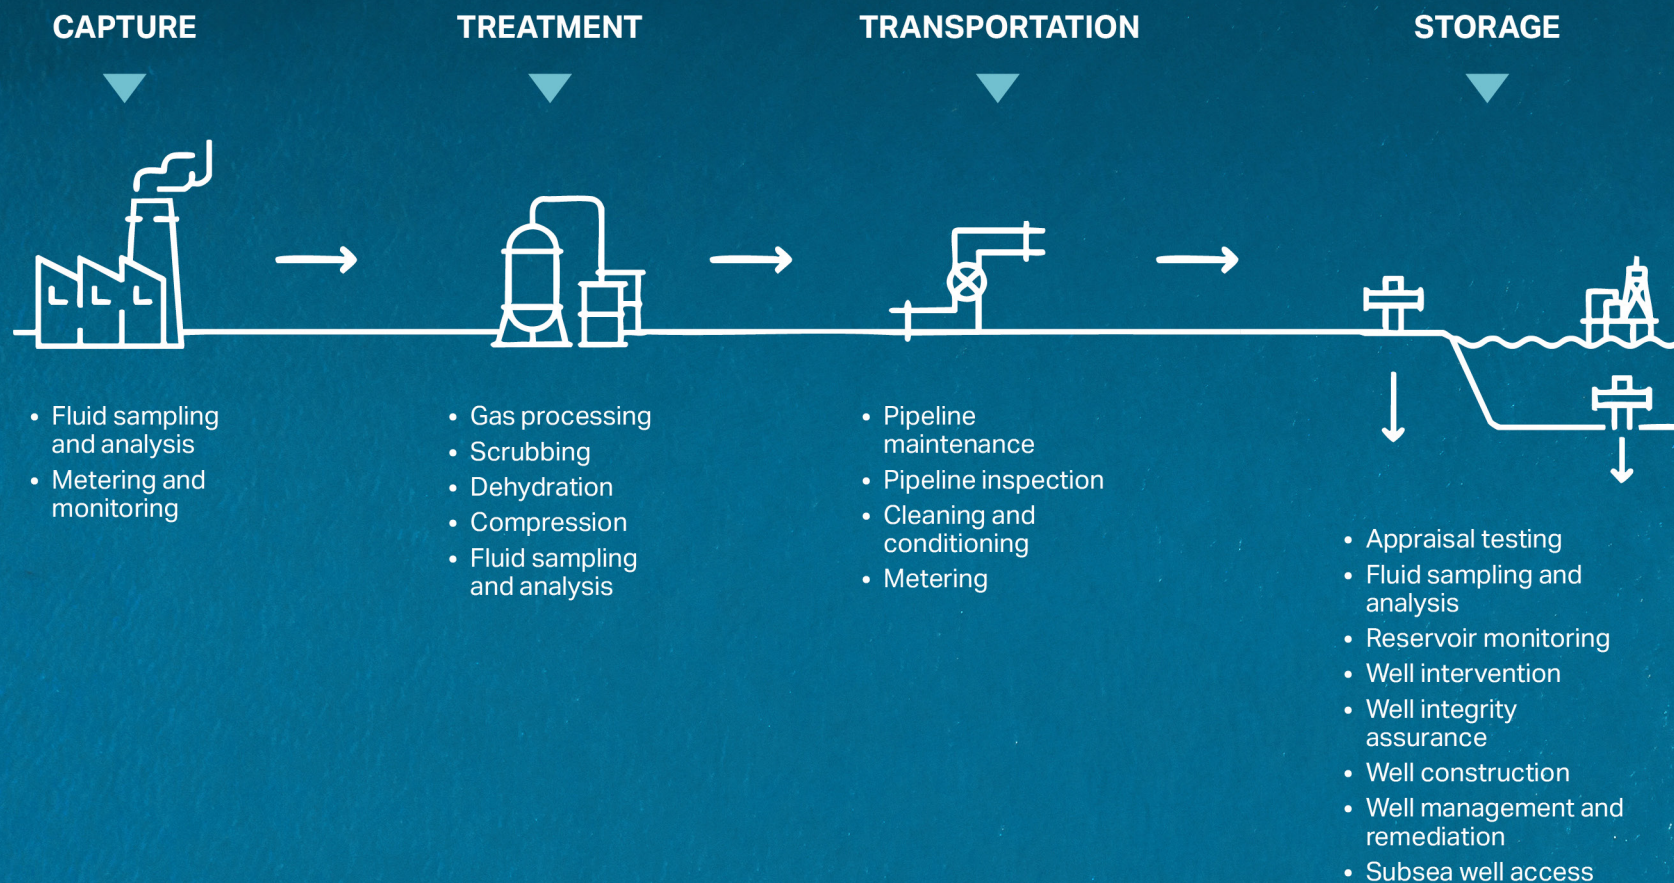 CAPTURE
TREATMENT
TRANSPORTATION
STORAGE
• Fluid sampling
and analysis
• Metering and
monitoring
• Gas processing
• Scrubbing
• Dehydration
• Compression
• Fluid sampling
and analysis
• Pipeline
maintenance
• Pipeline inspection
• Cleaning and
conditioning
• Metering
• Appraisal testing
• Fluid sampling and
analysis
• Reservoir monitoring
• Well intervention
• Well integrity
assurance
• Well construction
• Well management and
remediation
• Subsea well access